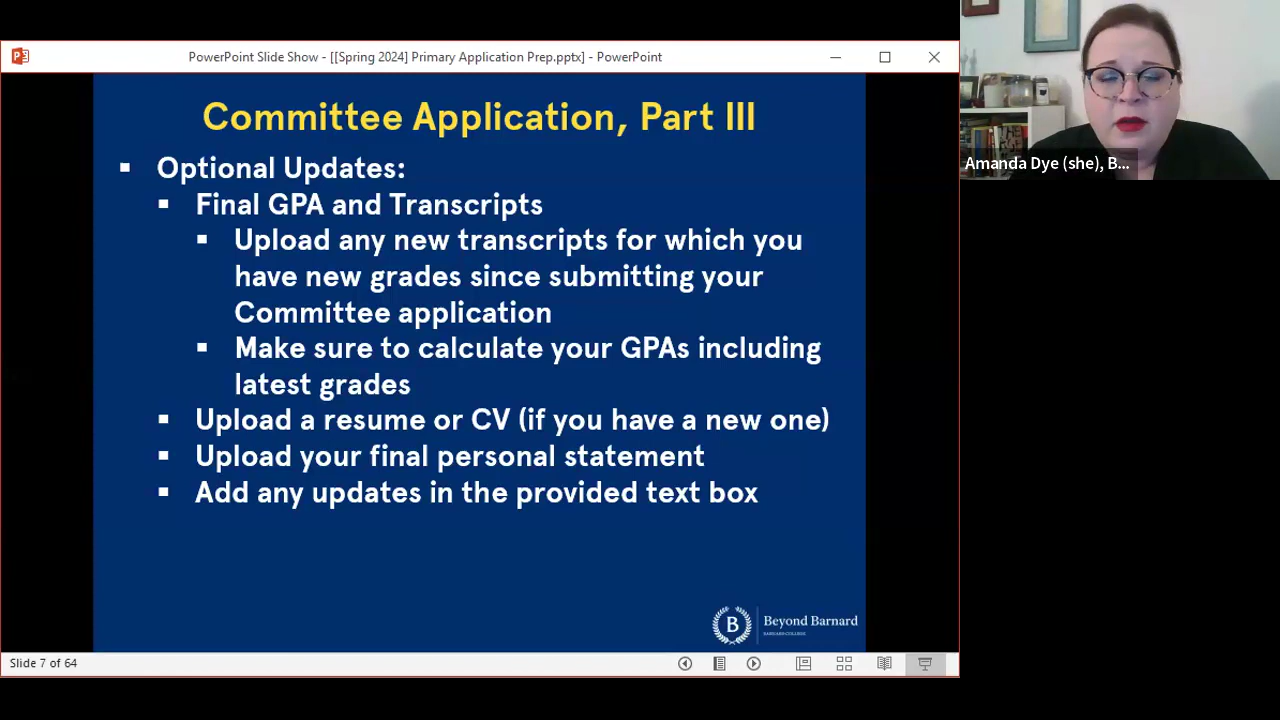 PowerPoint Slide Show - [[Spring 2024] Primary Application Prep.pptx] - PowerPoint
Committee Application, Part III
▪ Optional Updates:
▪ Final GPA and Transcripts
▪ Upload any new transcripts for which you
have new grades since submitting your
Committee application
▪ Make sure to calculate your GPAs including
latest grades
▪ Upload a resume or CV (if you have a new one)
▪ Upload your final personal statement
▪ Add any updates in the provided text box
B
Beyond Barnard
BARNARD COLLEGE
Slide 7 of 64
Amanda Dye (she), B...